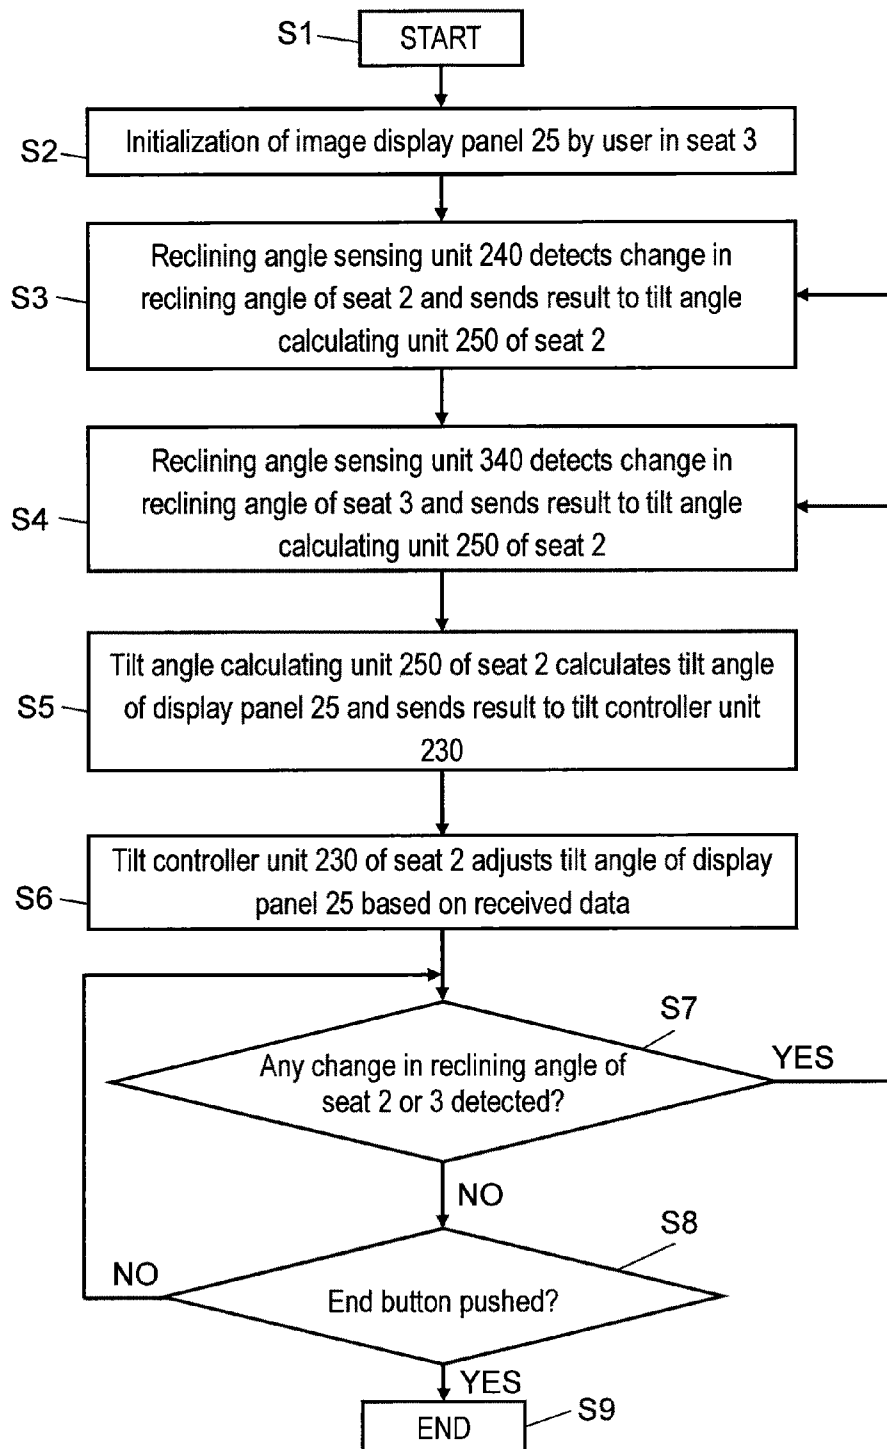 S1
START
S2
Initialization of image display panel 25 by user in seat 3
S3
Reclining angle sensing unit 240 detects change in
reclining angle of seat 2 and sends result to tilt angle
calculating unit 250 of seat 2
S4
Reclining angle sensing unit 340 detects change in
reclining angle of seat 3 and sends result to tilt angle
calculating unit 250 of seat 2
S5
Tilt angle calculating unit 250 of seat 2 calculates tilt angle
of display panel 25 and sends result to tilt controller unit
230
S6
Tilt controller unit 230 of seat 2 adjusts tilt angle of display
panel 25 based on received data
S7
Any change in reclining angle of
seat 2 or 3 detected?
YES
NO
S8
NO
End button pushed?
YES
END
S9